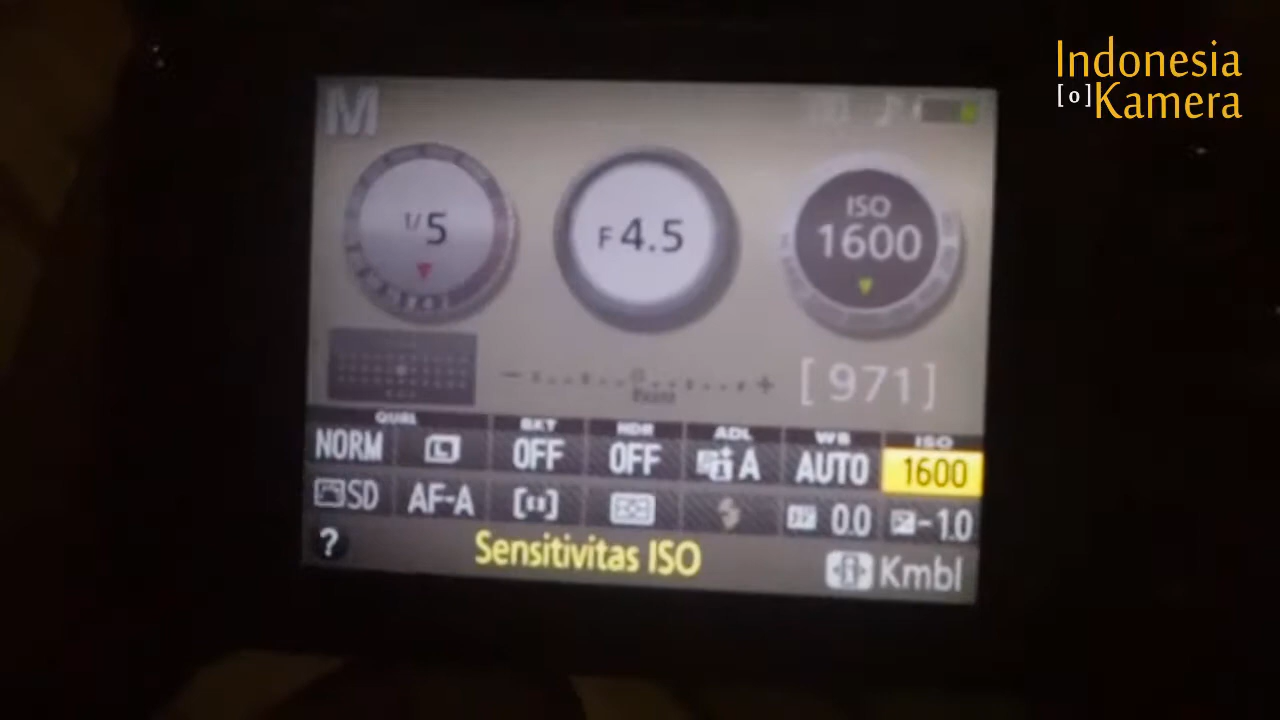 Indonesia
[o]Kamera
M
1/5
F4.5
ISO
1600
[971]
QUAL BKT HDR ADL WB ISO
NORM L OFF OFF A AUTO 1600
SD AF-A 0.0 -1.0
? Sensitivitas ISO Kmbl